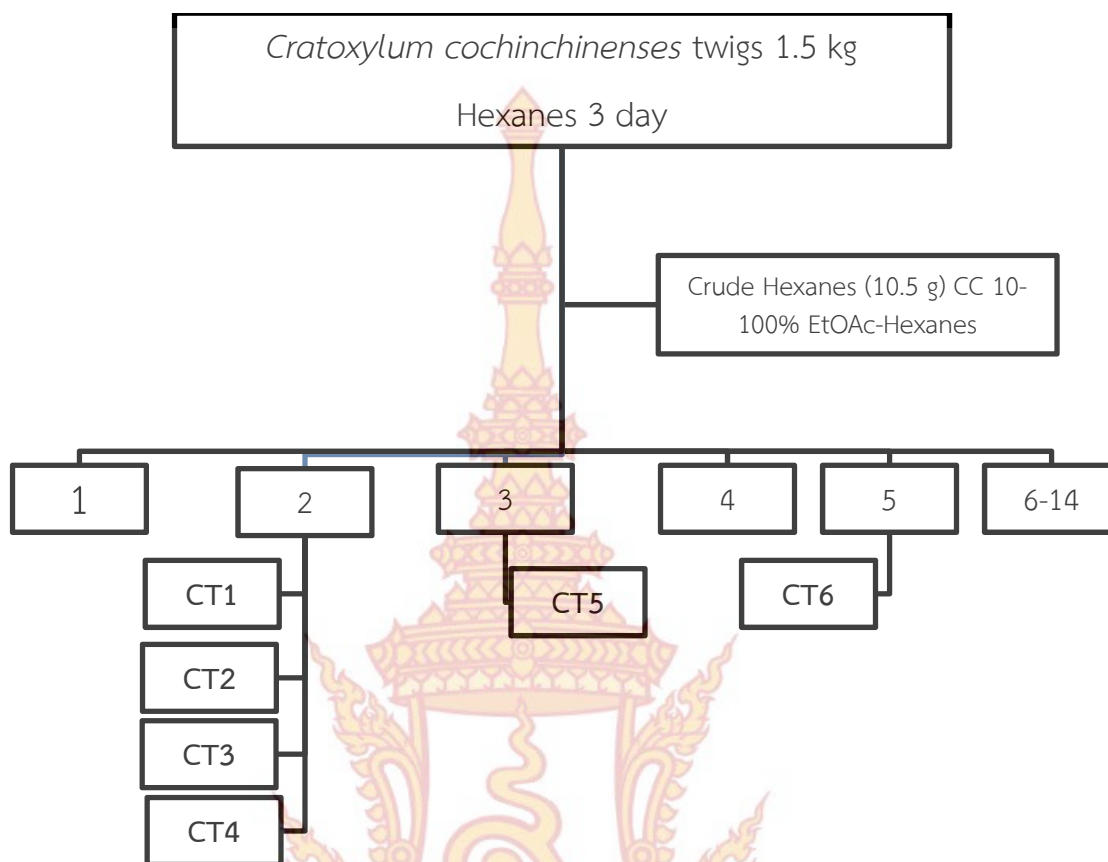 Cratoxylum cochinchinenses twigs 1.5 kg
Hexanes 3 day
Crude Hexanes (10.5 g) CC 10-
100% EtOAc-Hexanes
1
2
3
4
5
6-14
CT1
CT5
CT6
CT2
CT3
CT4